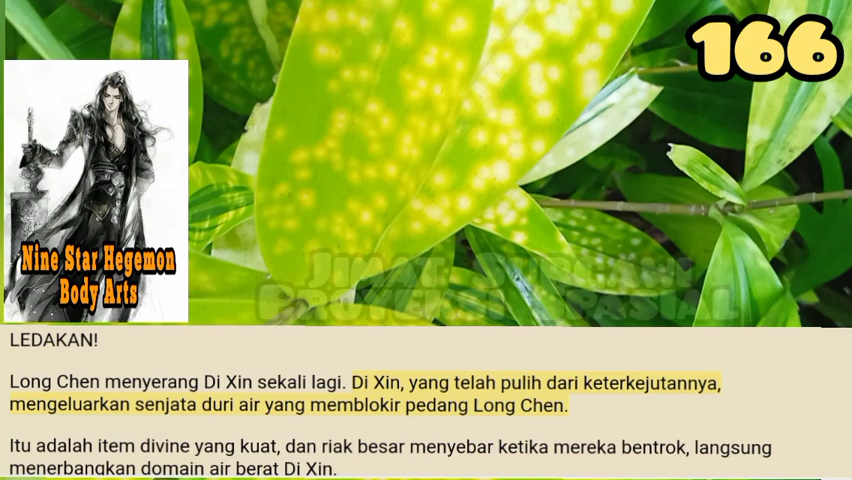 166
Nine Star Hegemon
Body Arts
LEDAKAN!
Long Chen menyerang Di Xin sekali lagi. Di Xin, yang telah pulih dari keterkejutannya,
mengeluarkan senjata duri air yang memblokir pedang Long Chen.
Itu adalah item divine yang kuat, dan riak besar menyebar ketika mereka bentrok, langsung
menerbangkan domain air berat Di Xin.